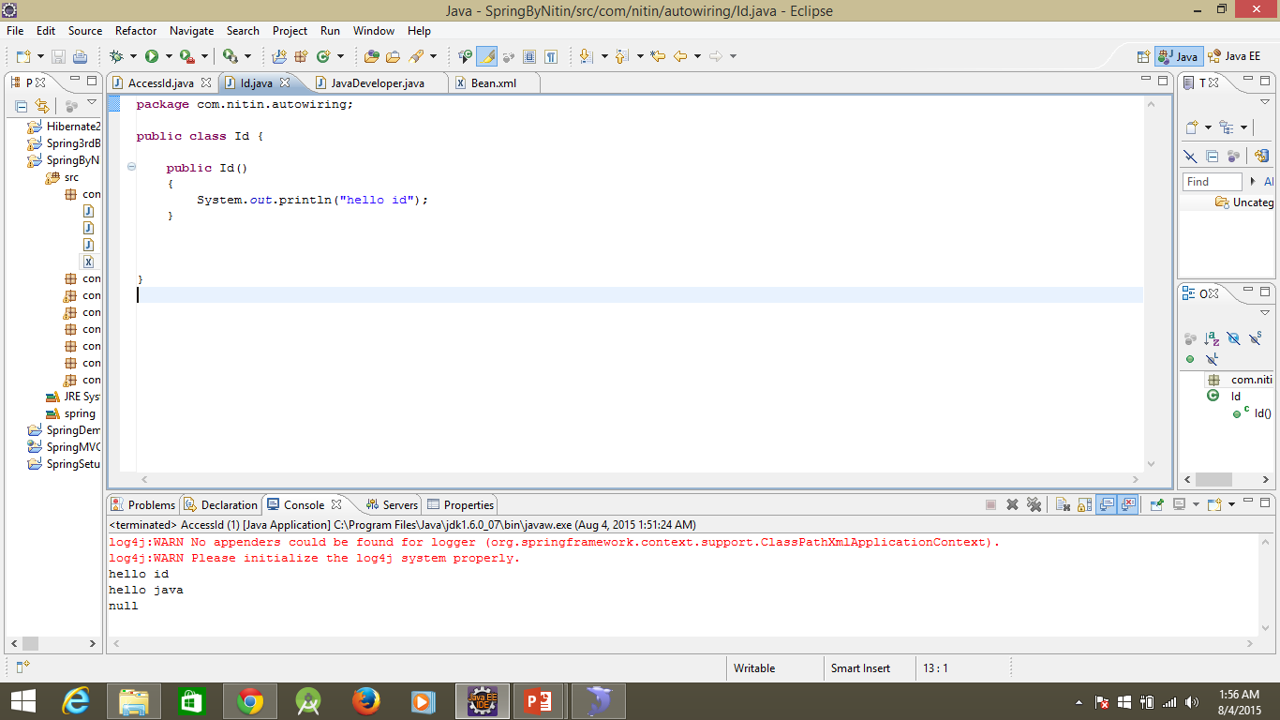 Java - SpringByNitin/src/com/nitin/autowiring/Id.java - Eclipse
File Edit Source Refactor Navigate Search Project Run Window Help
Java Java EE
P AccessId.java Id.java JavaDeveloper.java Bean.xml T
package com.nitin.autowiring;
public class Id {
public Id()
{
System.out.println("hello id");
}
}
Hibernate2
Spring3rdB
SpringByN
src
con
con
con
con
con
con
con
con
JRE Sys
spring
SpringDem
SpringMVC
SpringSetu
Find Al
Uncateg
O
com.niti
Id
Id()
Problems Declaration Console Servers Properties
<terminated> AccessId (1) [Java Application] C:\Program Files\Java\jdk1.6.0_07\bin\javaw.exe (Aug 4, 2015 1:51:24 AM)
log4j:WARN No appenders could be found for logger (org.springframework.context.support.ClassPathXmlApplicationContext).
log4j:WARN Please initialize the log4j system properly.
hello id
hello java
null
Writable Smart Insert 13 : 1
Java EE
IDE
1:56 AM
8/4/2015